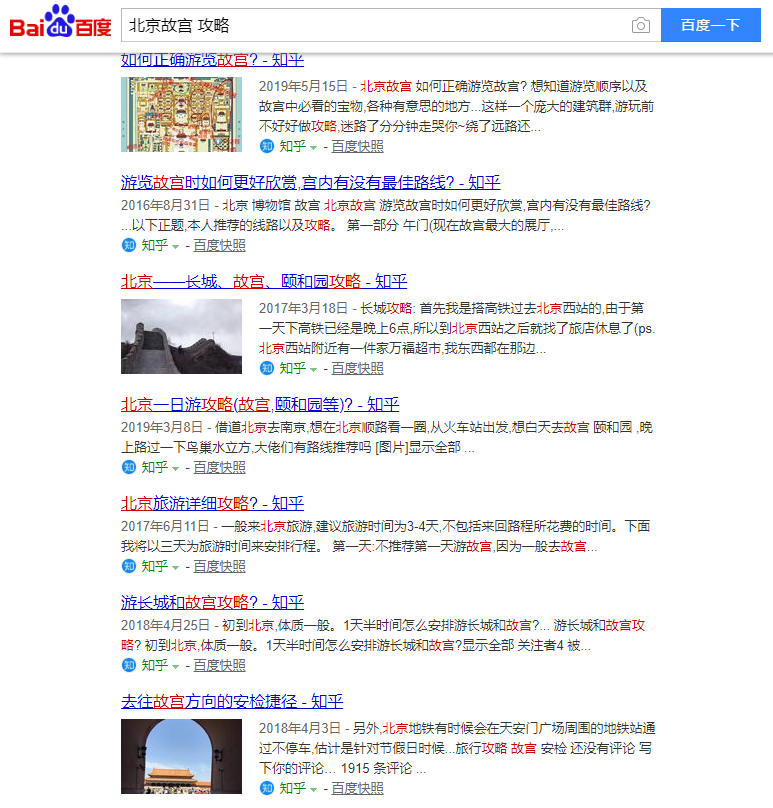 Bai du 百度
北京故宫 攻略
百度一下
如何正确游览故宫? - 知乎
2019年5月15日 - 北京故宫 如何正确游览故宫? 想知道游览顺序以及
故宫中必看的宝物,各种有意思的地方...这样一个庞大的建筑群,游玩前
不好好做攻略,迷路了分分钟走哭你~绕了远路还...
知 知乎 - 百度快照
游览故宫时如何更好欣赏,宫内有没有最佳路线? - 知乎
2016年8月31日 - 北京 博物馆 故宫 北京故宫 游览故宫时如何更好欣赏,宫内有没有最佳路线?
...以下正题,本人推荐的线路以及攻略。 第一部分 午门(现在故宫最大的展厅,...
知 知乎 - 百度快照
北京——长城、故宫、颐和园攻略 - 知乎
2017年3月18日 - 长城攻略: 首先我是搭高铁过去北京西站的,由于第
一天下高铁已经是晚上6点,所以到北京西站之后就找了旅店休息了(ps.
北京西站附近有一件家万福超市,我东西都在那边...
知 知乎 - 百度快照
北京一日游攻略(故宫,颐和园等)? - 知乎
2019年3月8日 - 借道北京去南京,想在北京顺路看一圈,从火车站出发,想白天去故宫 颐和园 ,晚
上路过一下鸟巢水立方,大佬们有路线推荐吗 [图片]显示全部 ...
知 知乎 - 百度快照
北京旅游详细攻略? - 知乎
2017年6月11日 - 一般来北京旅游,建议旅游时间为3-4天,不包括来回路程所花费的时间。下面
我将以三天为旅游时间来安排行程。 第一天:不推荐第一天游故宫,因为一般去故宫...
知 知乎 - 百度快照
游长城和故宫攻略? - 知乎
2018年4月25日 - 初到北京,体质一般。1天半时间怎么安排游长城和故宫?... 游长城和故宫攻
略? 初到北京,体质一般。1天半时间怎么安排游长城和故宫?显示全部 关注者4 被...
知 知乎 - 百度快照
去往故宫方向的安检捷径 - 知乎
2018年4月3日 - 另外,北京地铁有时候会在天安门广场周围的地铁站通
过不停车,估计是针对节假日时候...旅行攻略 故宫 安检 还没有评论 写
下你的评论... 1915 条评论 ...
知 知乎 - 百度快照